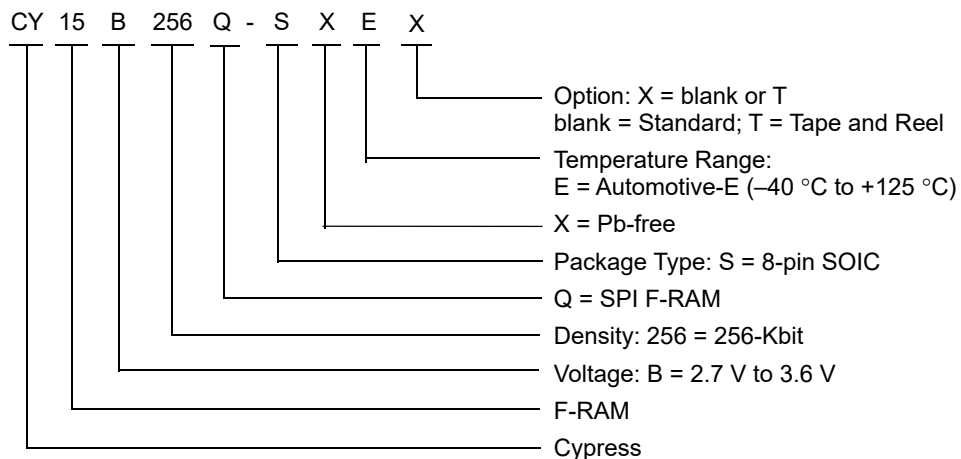 CY 15 B 256 Q - S X E X
Option: X = blank or T
blank = Standard; T = Tape and Reel
Temperature Range:
E = Automotive-E (–40 °C to +125 °C)
X = Pb-free
Package Type: S = 8-pin SOIC
Q = SPI F-RAM
Density: 256 = 256-Kbit
Voltage: B = 2.7 V to 3.6 V
F-RAM
Cypress